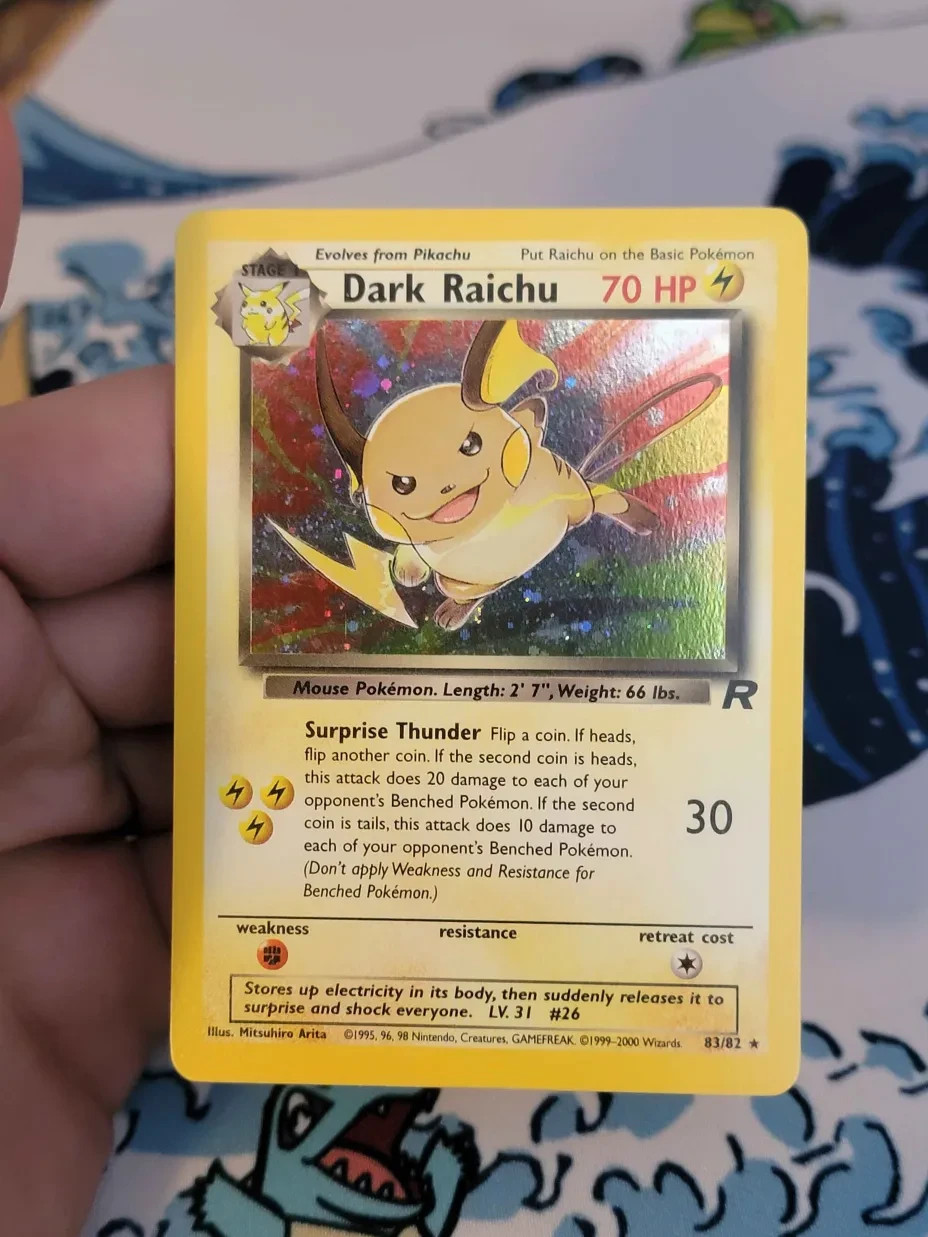 Evolves from Pikachu Put Raichu on the Basic Pokémon
STAGE 1
Dark Raichu 70 HP
Mouse Pokémon. Length: 2' 7", Weight: 66 lbs.
R
Surprise Thunder Flip a coin. If heads,
flip another coin. If the second coin is heads,
this attack does 20 damage to each of your
opponent's Benched Pokémon. If the second
coin is tails, this attack does 10 damage to
each of your opponent's Benched Pokémon.
(Don't apply Weakness and Resistance for
Benched Pokémon.)
30
weakness resistance retreat cost
Stores up electricity in its body, then suddenly releases it to
surprise and shock everyone. LV. 31 #26
Illus. Mitsuhiro Arita ©1995, 96, 98 Nintendo, Creatures, GAMEFREAK. ©1999–2000 Wizards. 83/82 ★